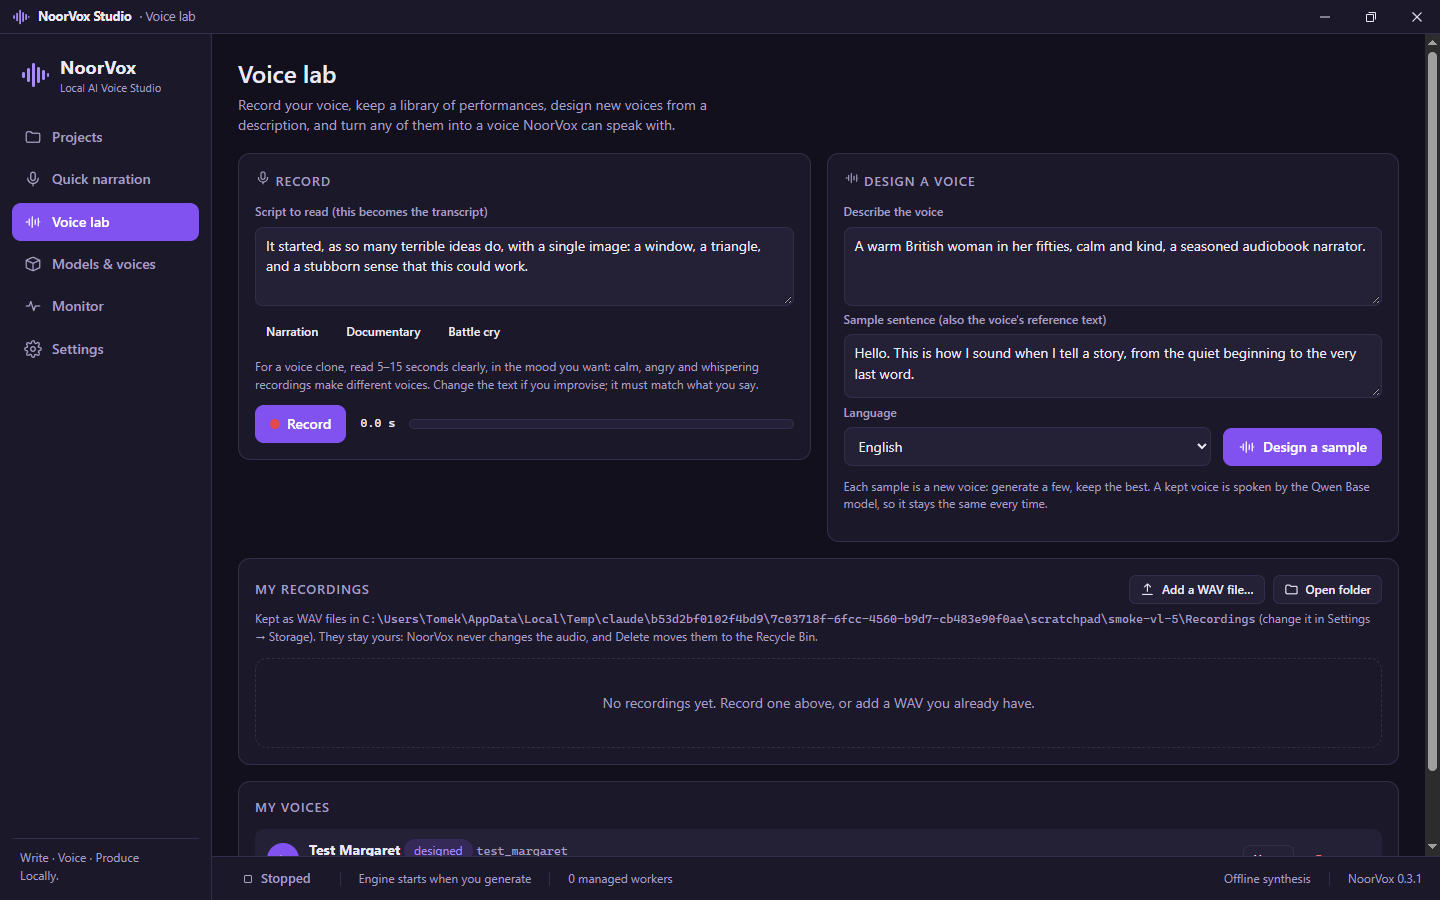 NoorVox Studio · Voice lab
NoorVox
Local AI Voice Studio
Projects
Quick narration
Voice lab
Models & voices
Monitor
Settings
Write · Voice · Produce
Locally.
Voice lab
Record your voice, keep a library of performances, design new voices from a
description, and turn any of them into a voice NoorVox can speak with.
RECORD
Script to read (this becomes the transcript)
It started, as so many terrible ideas do, with a single image: a window, a triangle,
and a stubborn sense that this could work.
Narration Documentary Battle cry
For a voice clone, read 5–15 seconds clearly, in the mood you want: calm, angry and whispering
recordings make different voices. Change the text if you improvise; it must match what you say.
Record 0.0 s
DESIGN A VOICE
Describe the voice
A warm British woman in her fifties, calm and kind, a seasoned audiobook narrator.
Sample sentence (also the voice's reference text)
Hello. This is how I sound when I tell a story, from the quiet beginning to the very
last word.
Language
English Design a sample
Each sample is a new voice: generate a few, keep the best. A kept voice is spoken by the Qwen Base
model, so it stays the same every time.
MY RECORDINGS Add a WAV file... Open folder
Kept as WAV files in C:\Users\Tomek\AppData\Local\Temp\claude\b53d2bf0102f4bd9\7c03718f-6fcc-4560-b9d7-cb483e90f0ae\scratchpad\smoke-vl-5\Recordings (change it in Settings
→ Storage). They stay yours: NoorVox never changes the audio, and Delete moves them to the Recycle Bin.
No recordings yet. Record one above, or add a WAV you already have.
MY VOICES
Test Margaret designed test_margaret
Stopped Engine starts when you generate 0 managed workers Offline synthesis NoorVox 0.3.1